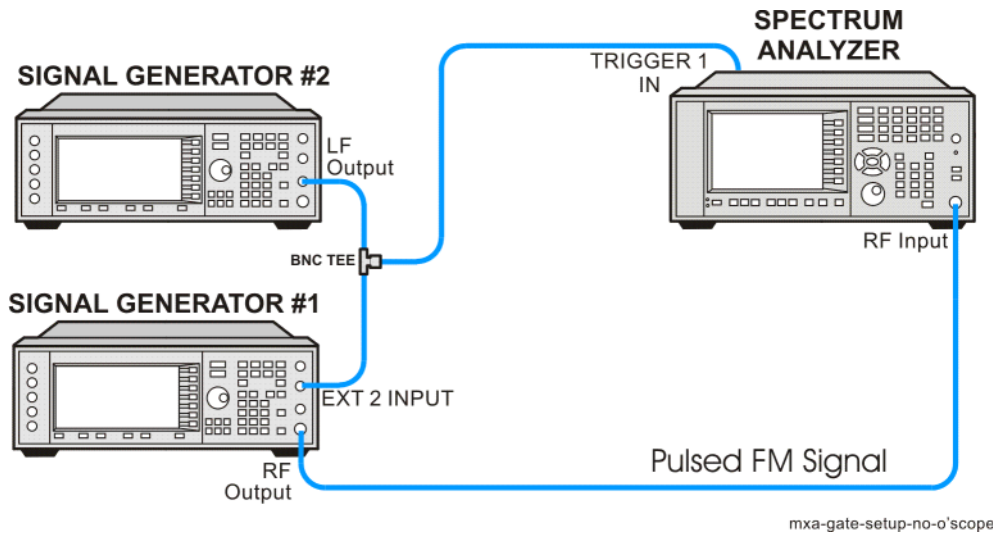 SPECTRUM
ANALYZER
TRIGGER 1
IN
SIGNAL GENERATOR #2
LF
Output
RF Input
BNC TEE
SIGNAL GENERATOR #1
EXT 2 INPUT
Pulsed FM Signal
RF
Output
mxa-gate-setup-no-o'scope